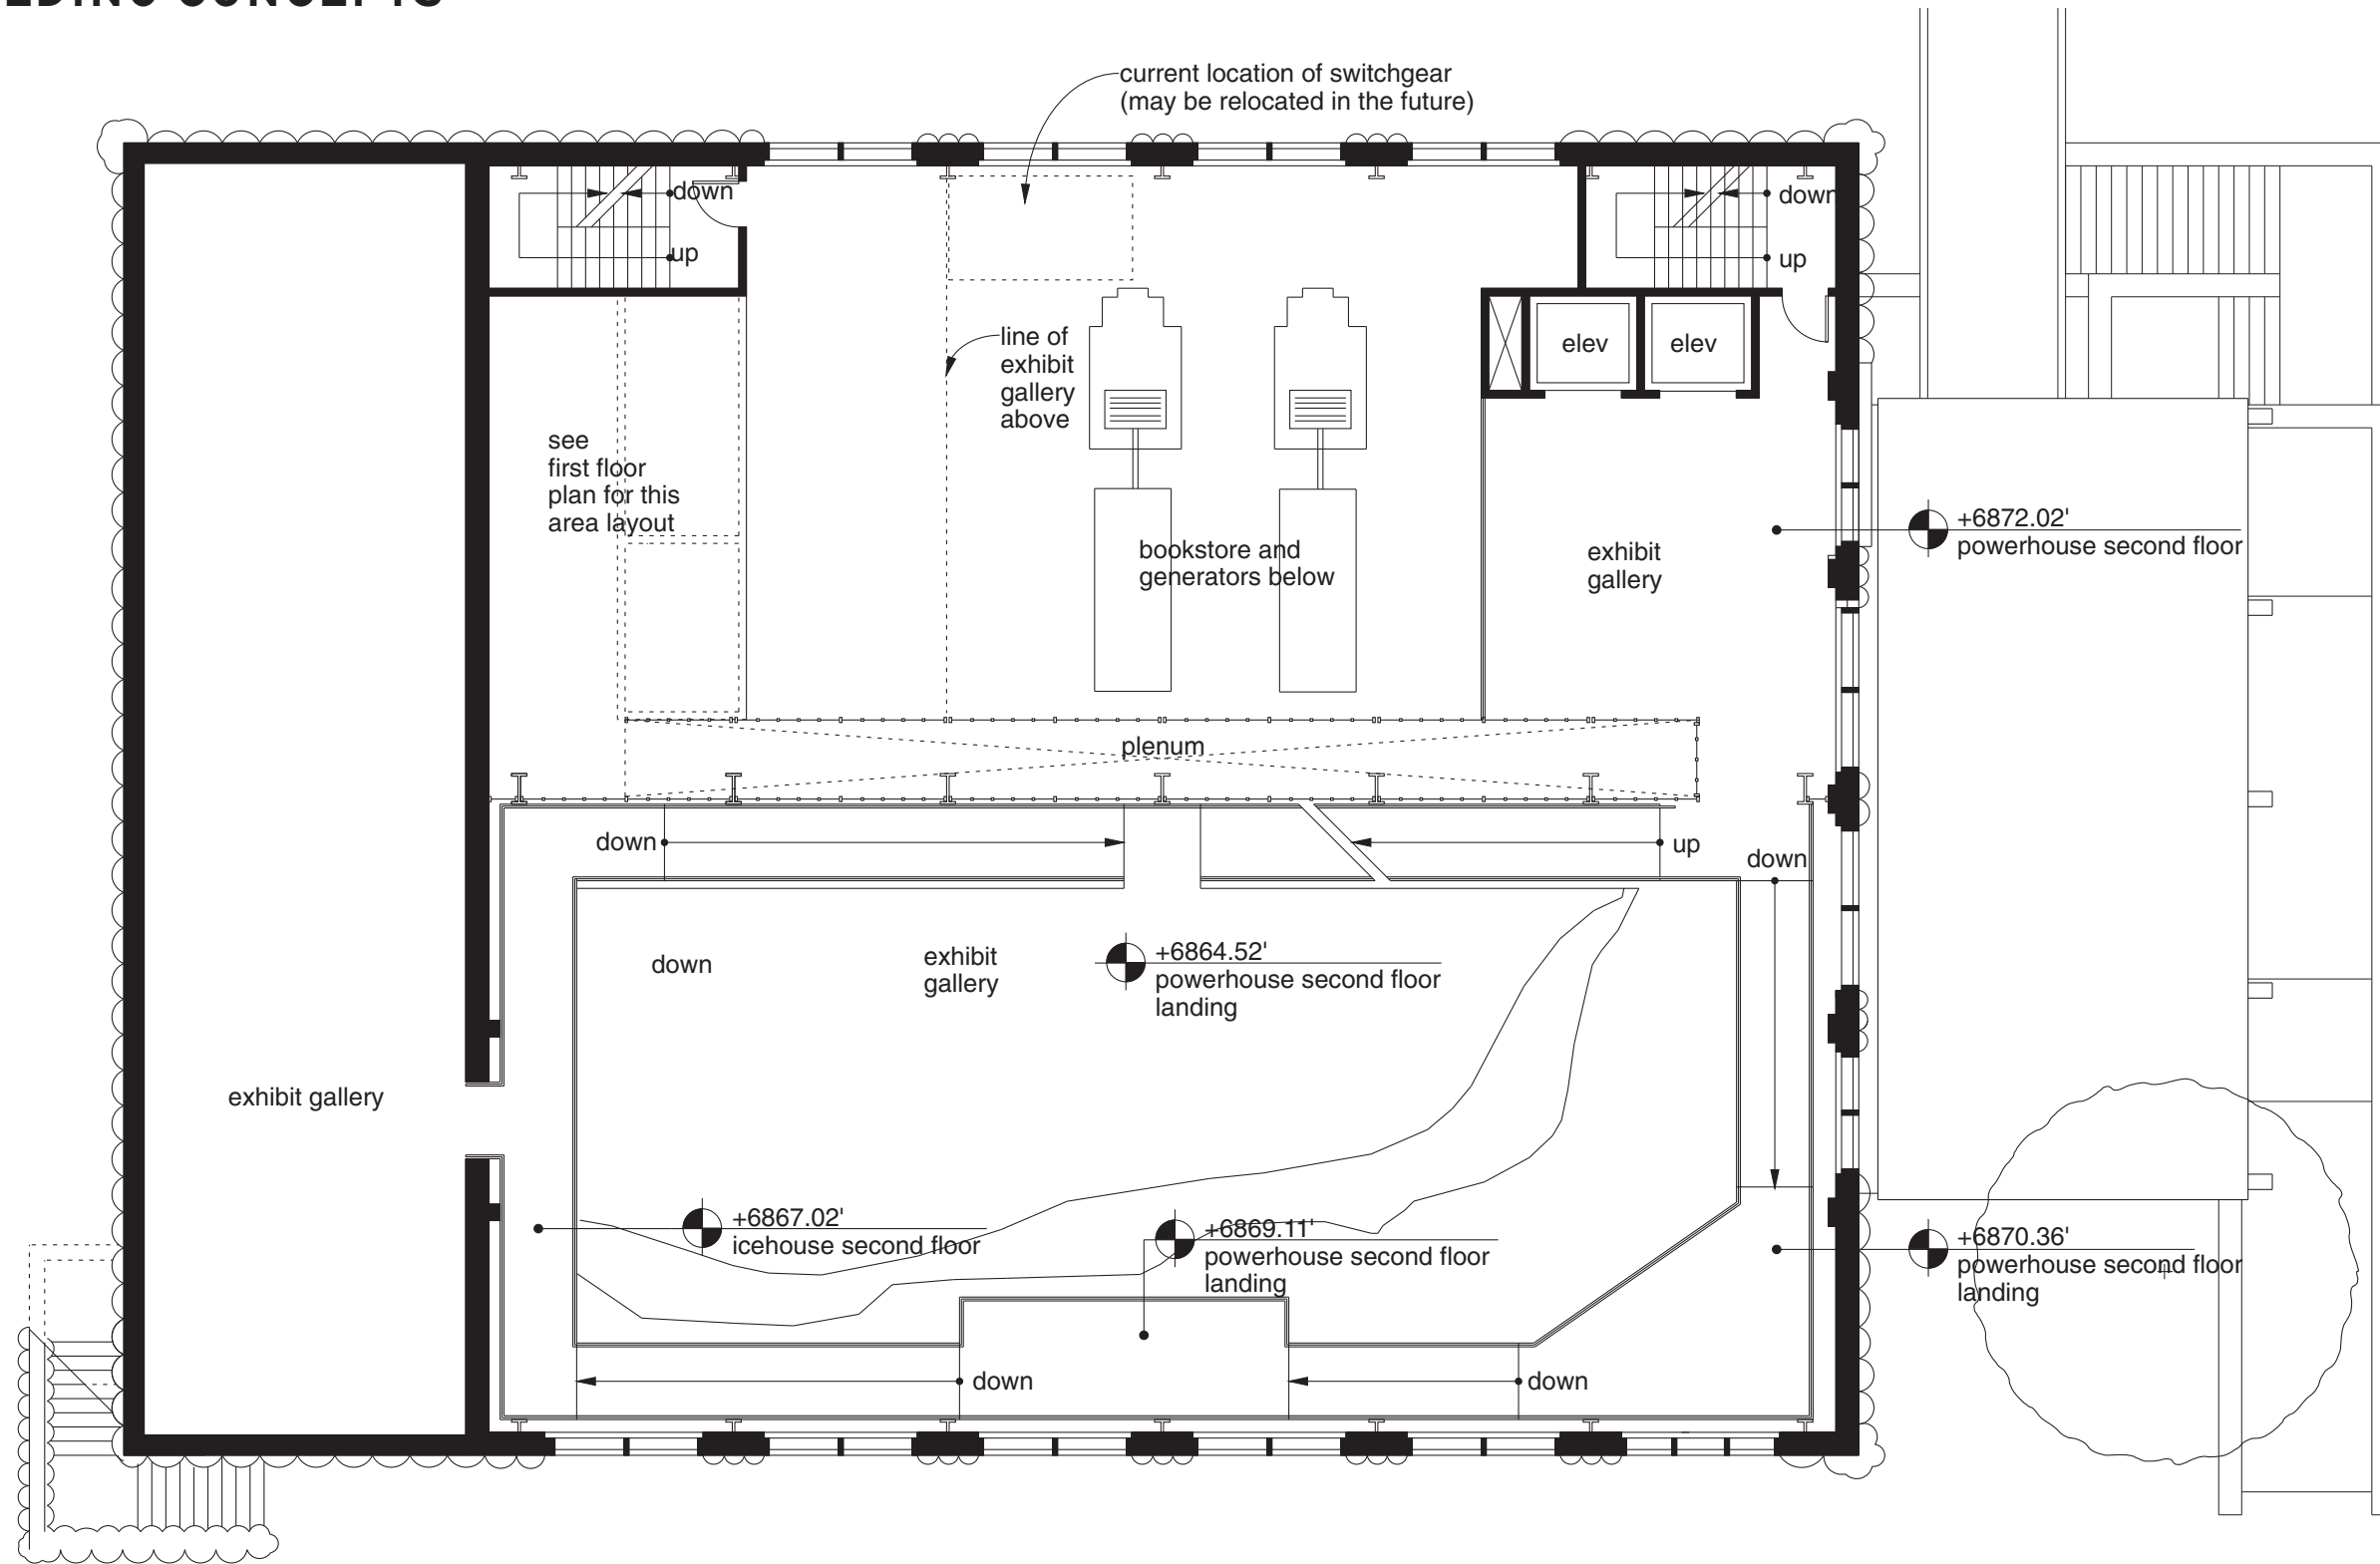 current location of switchgear
(may be relocated in the future)
down
up
down
up
line of
exhibit
gallery
above
elev
elev
see
first floor
plan for this
area layout
bookstore and
generators below
exhibit
gallery
+6872.02'
powerhouse second floor
plenum
down
up
down
down
exhibit
gallery
+6864.52'
powerhouse second floor
landing
exhibit gallery
+6867.02'
icehouse second floor
+6869.11'
powerhouse second floor
landing
+6870.36'
powerhouse second floor
landing
down
down